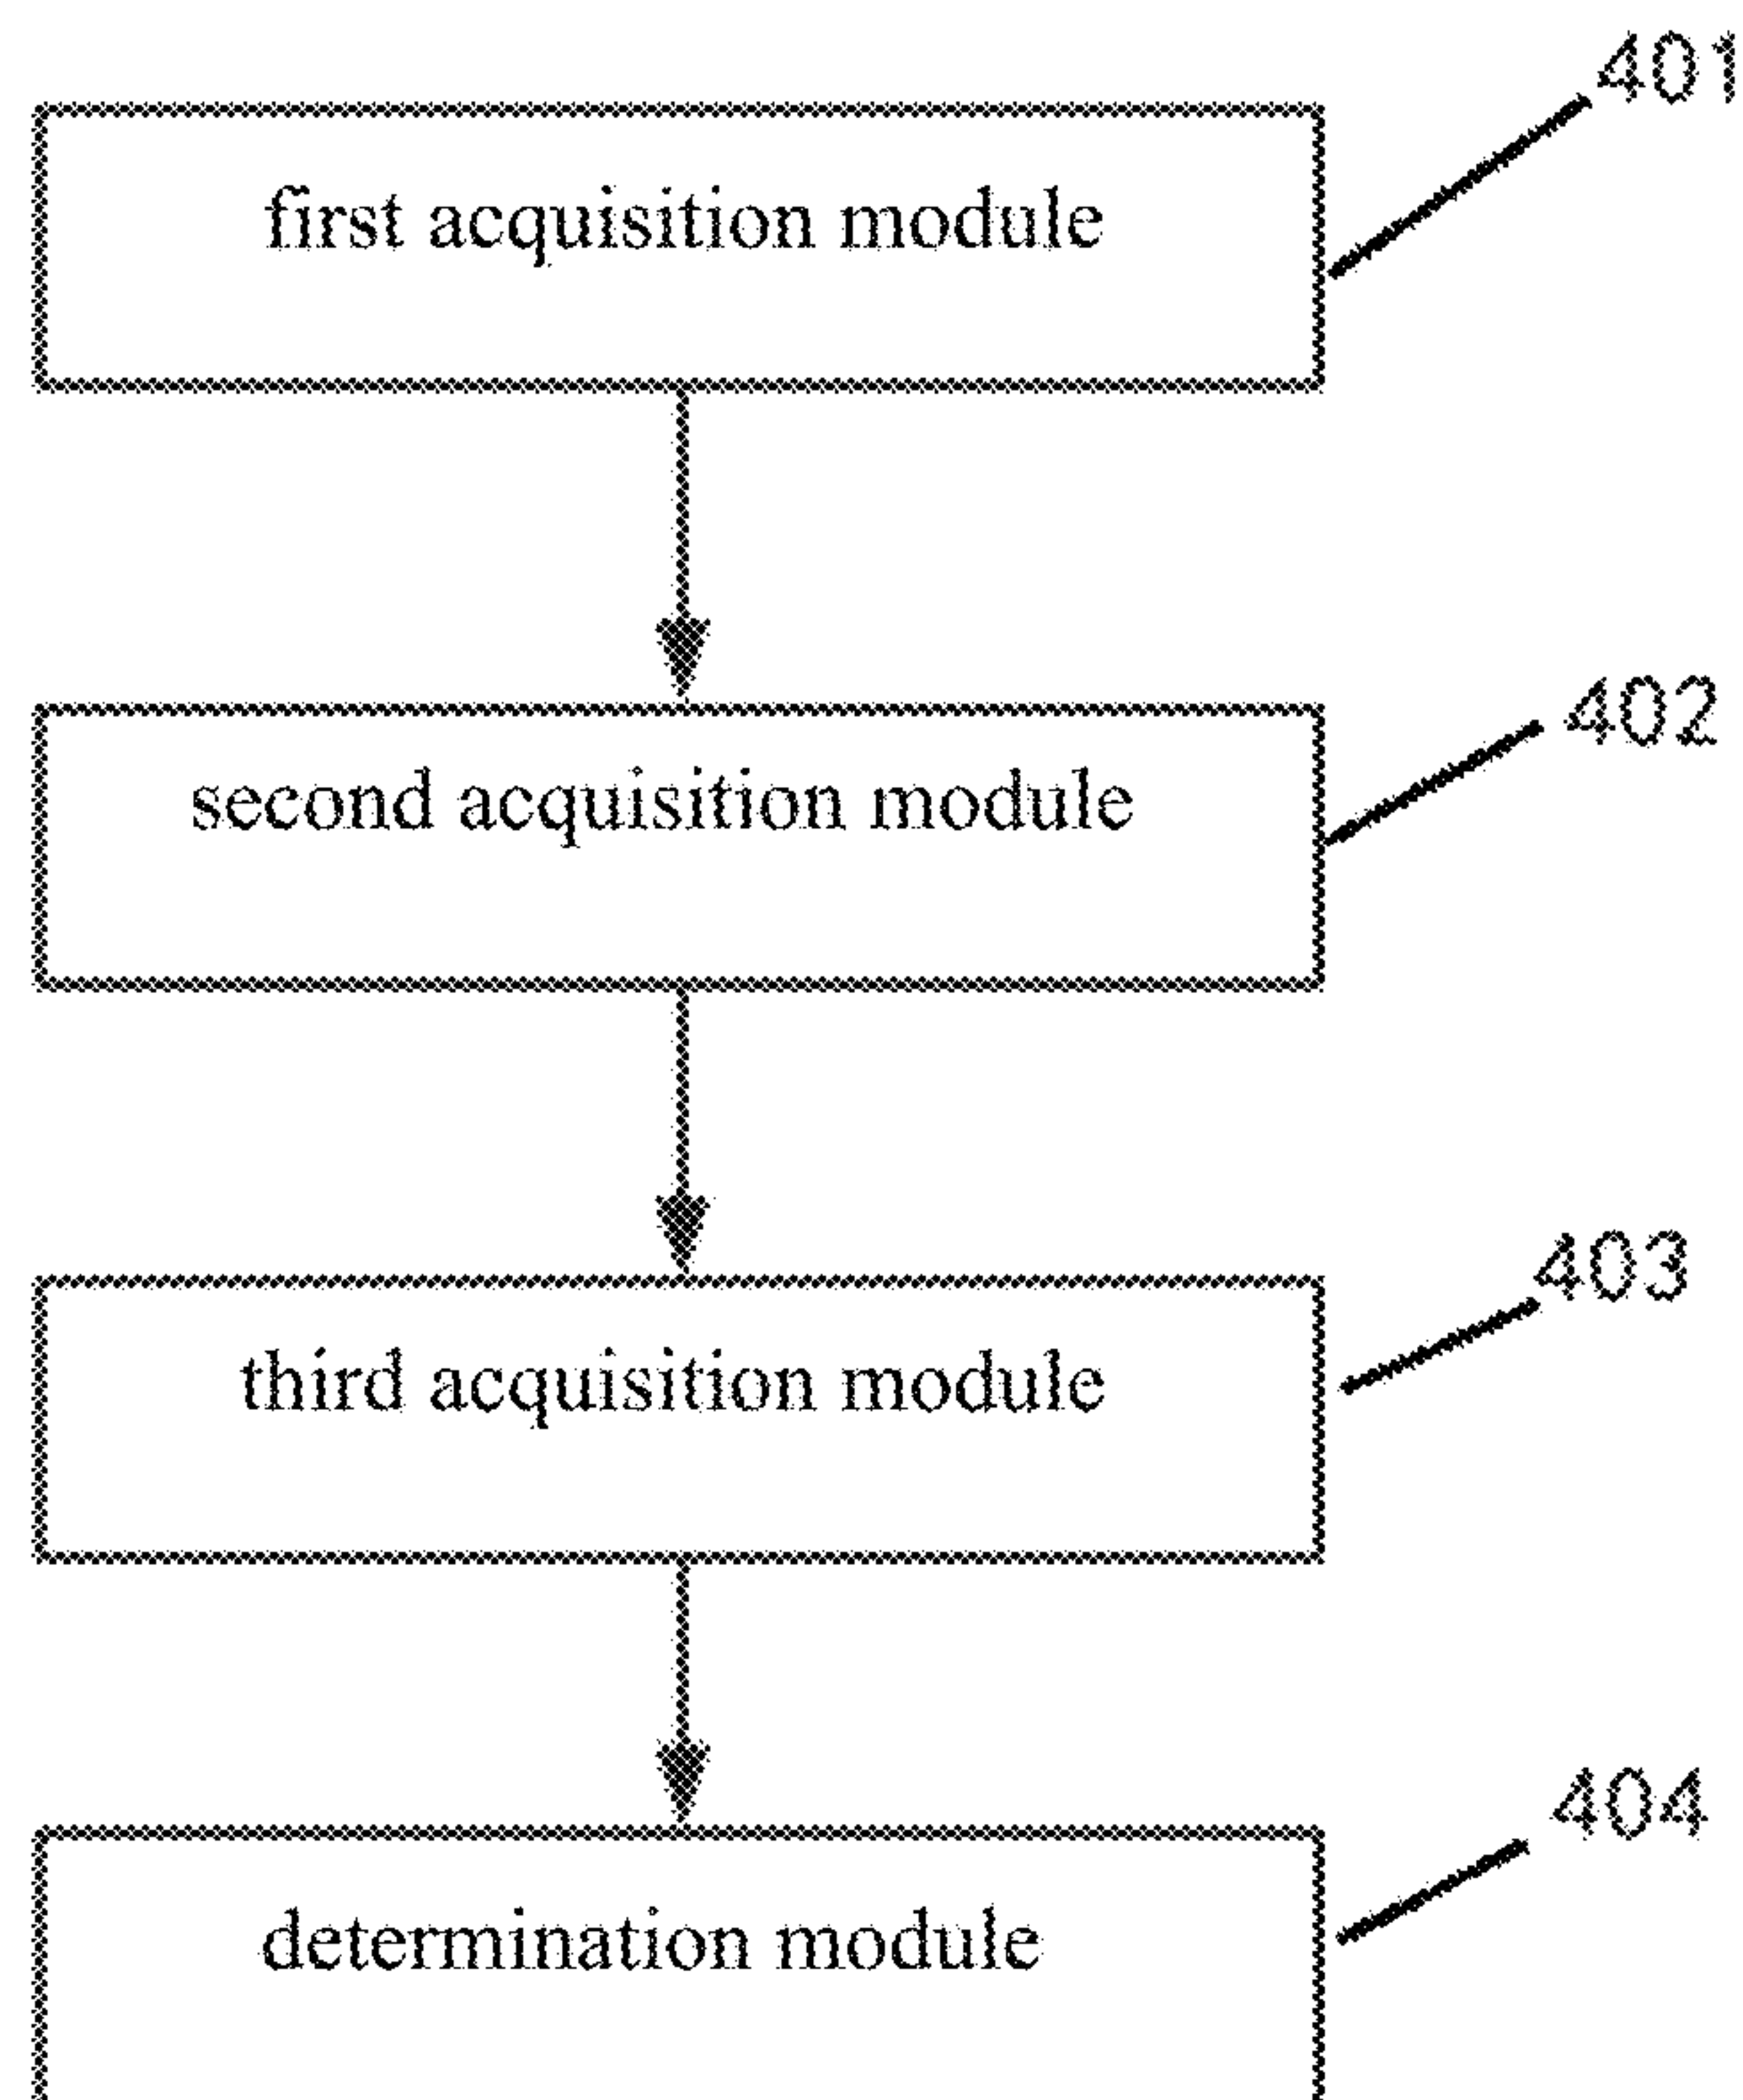 401
first acquisition module
402
second acquisition module
403
third acquisition module
404
determination module